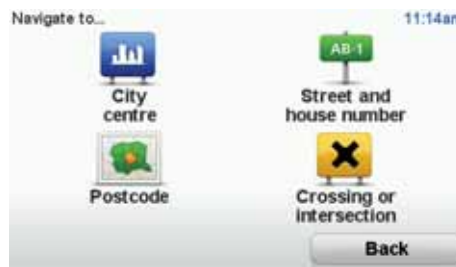 Navigate to...
11:14am
AB-1
City
centre
Street and
house number
Postcode
Crossing or
intersection
Back